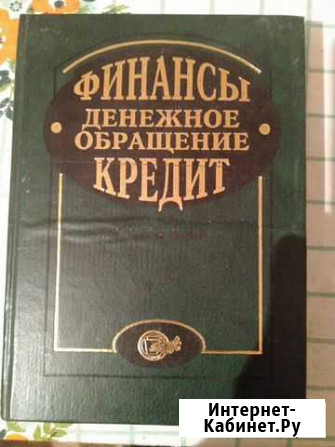 ФИНАНСЫ
ДЕНЕЖНОЕ
ОБРАЩЕНИЕ
КРЕДИТ
Интернет-
Кабинет.Ру